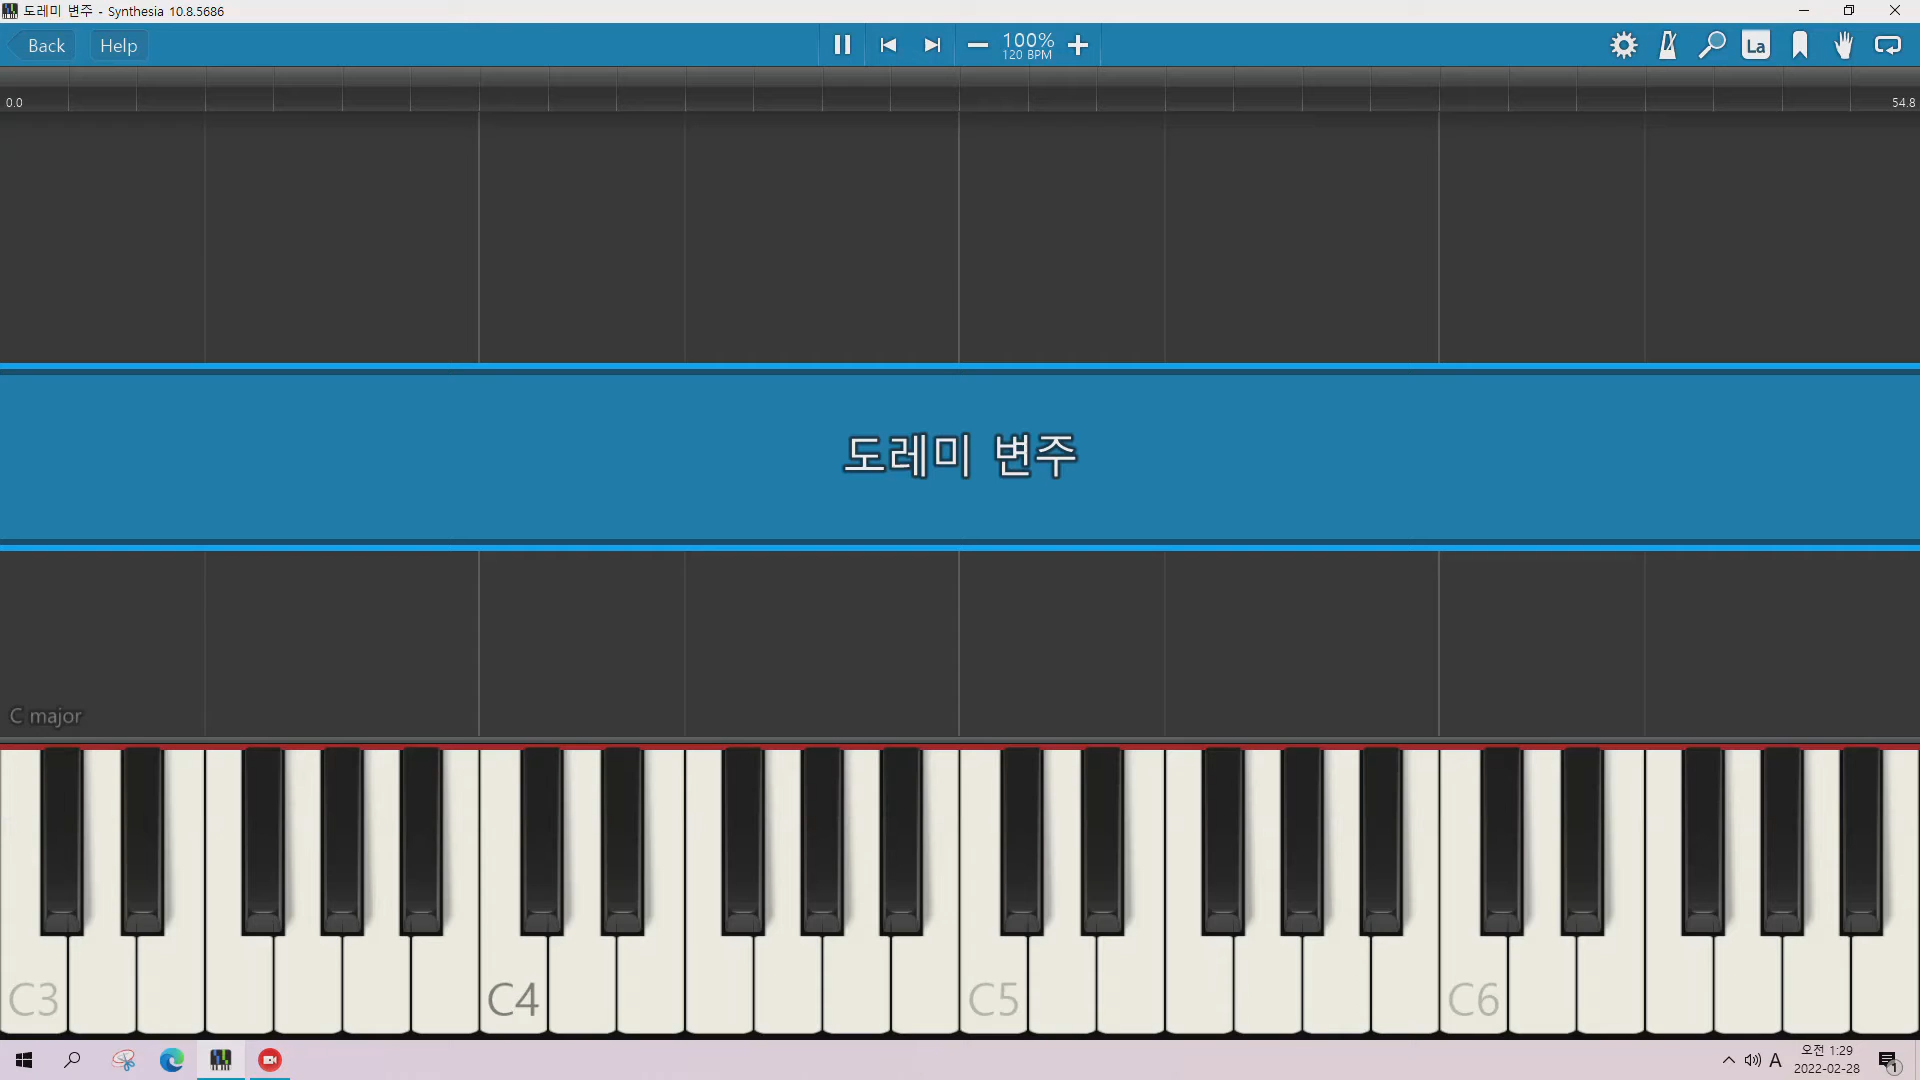 도레미 변주 - Synthesia 10.8.5686
Back
Help
100%
120 BPM
La
0.0
54.8
도레미 변주
C major
C3
C4
C5
C6
A
오전 1:29
2022-02-28
1